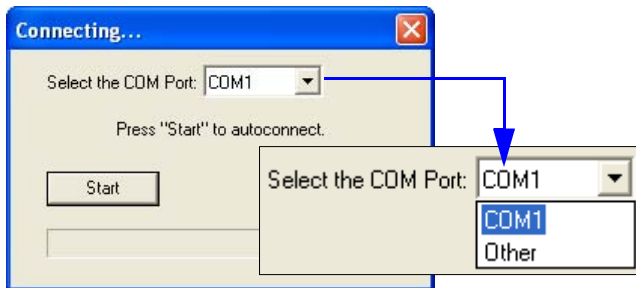 Connecting...
Select the COM Port: COM1
Press "Start" to autoconnect.
Start
Select the COM Port: COM1
COM1
Other